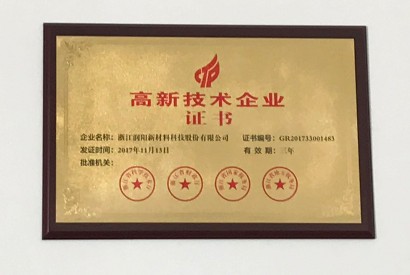 高新技术企业
证书
企业名称：浙江润阳新材料科技股份有限公司 证书编号：GR201733001483
发证时间：2017年11月13日 有效期：三年
批准机关：